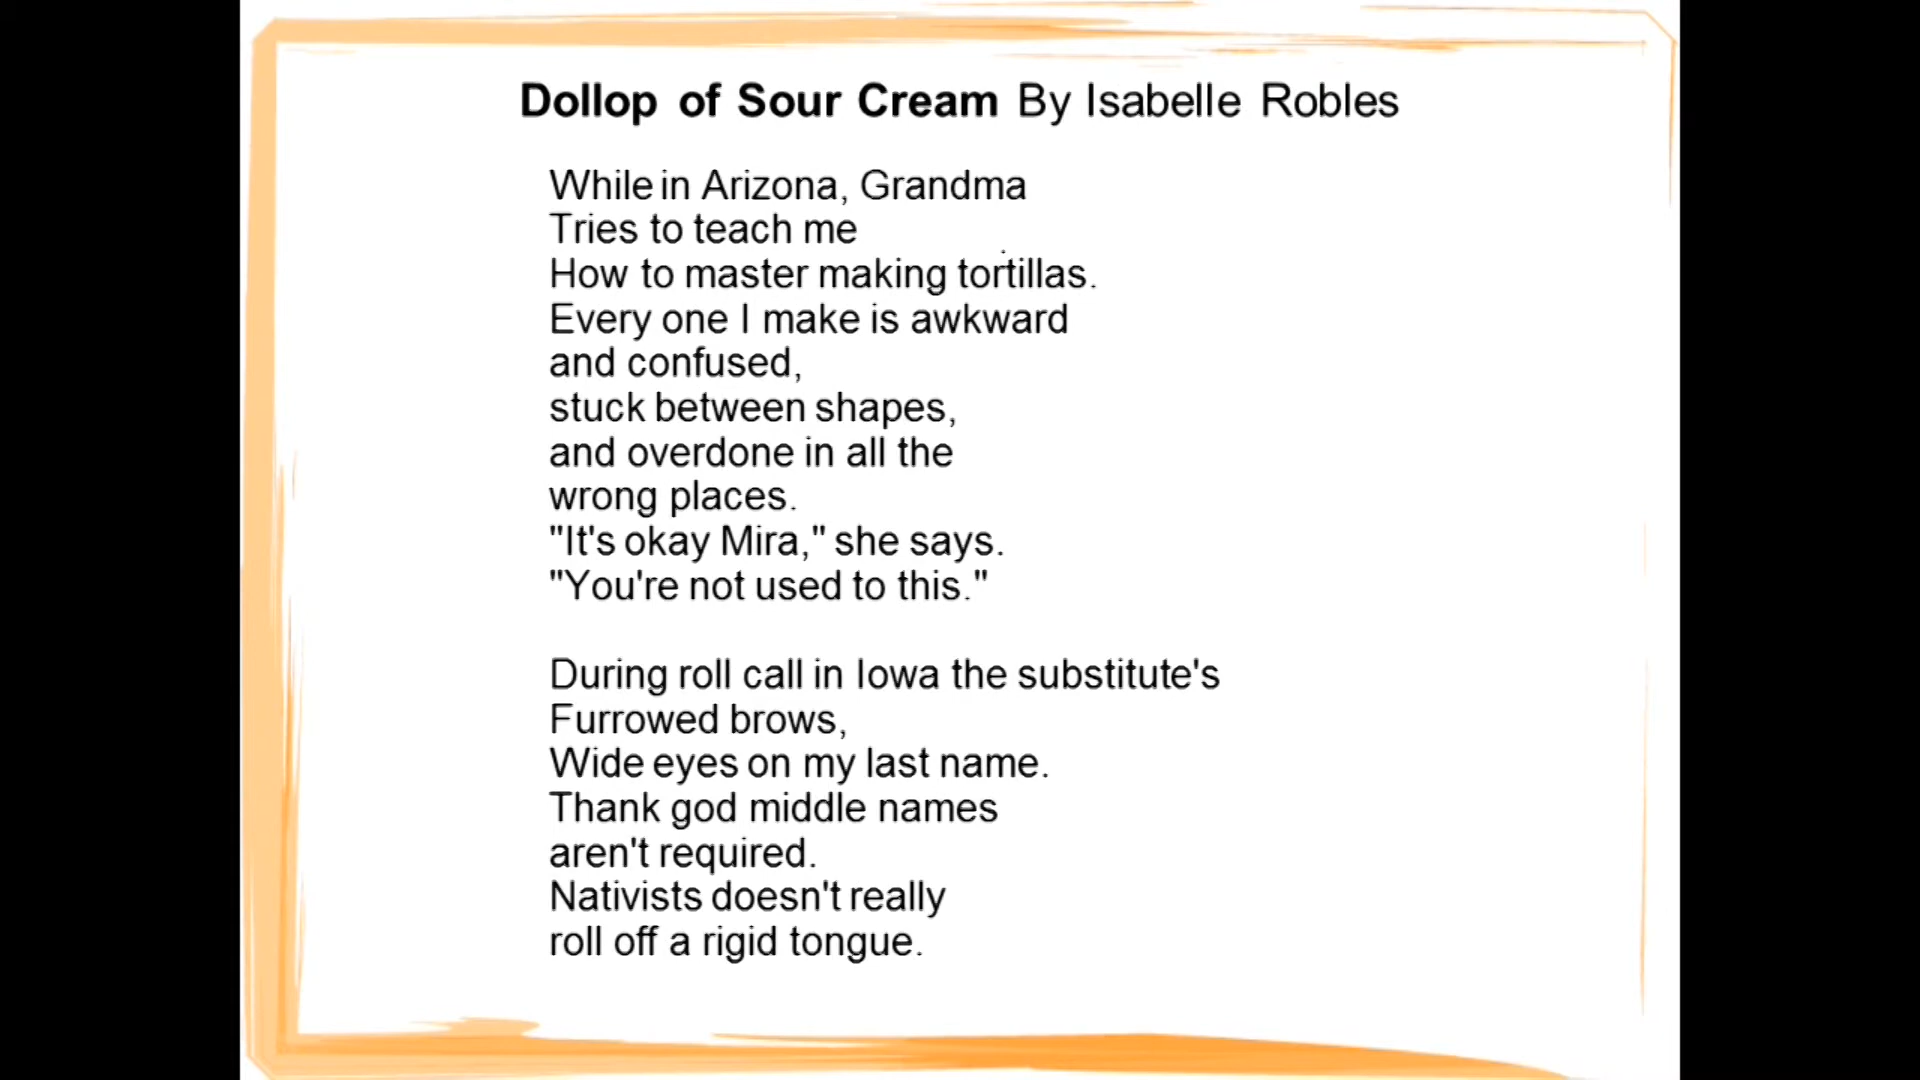 Dollop of Sour Cream By Isabelle Robles
While in Arizona, Grandma
Tries to teach me
How to master making tortillas.
Every one I make is awkward
and confused,
stuck between shapes,
and overdone in all the
wrong places.
"It's okay Mira," she says.
"You're not used to this."
During roll call in Iowa the substitute's
Furrowed brows,
Wide eyes on my last name.
Thank god middle names
aren't required.
Nativists doesn't really
roll off a rigid tongue.